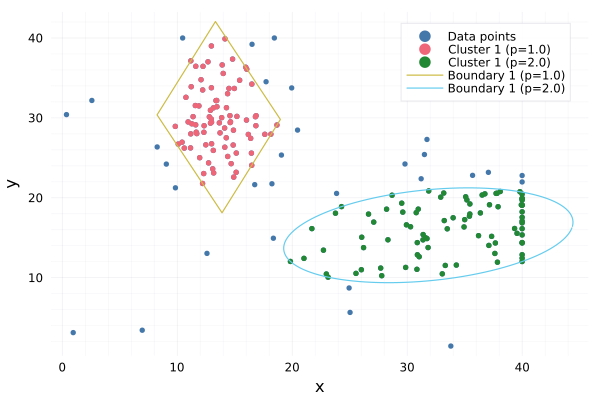 Data points
Cluster 1 (p=1.0)
Cluster 1 (p=2.0)
Boundary 1 (p=1.0)
Boundary 1 (p=2.0)
40
30
20
10
y
0 10 20 30 40
x